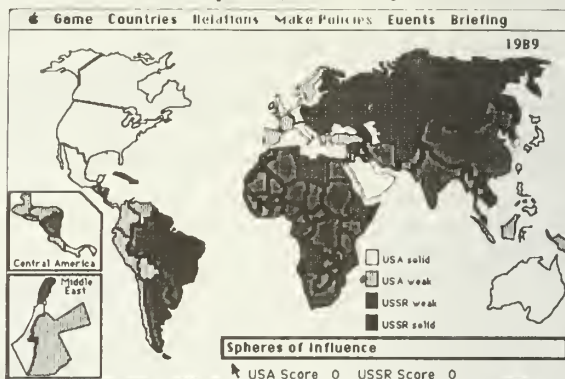 Game Countries Relations Make Policies Events Briefing
1989
Central America
Middle East
USA solid
USA weak
USSR weak
USSR solid
Spheres of Influence
USA Score 0 USSR Score 0